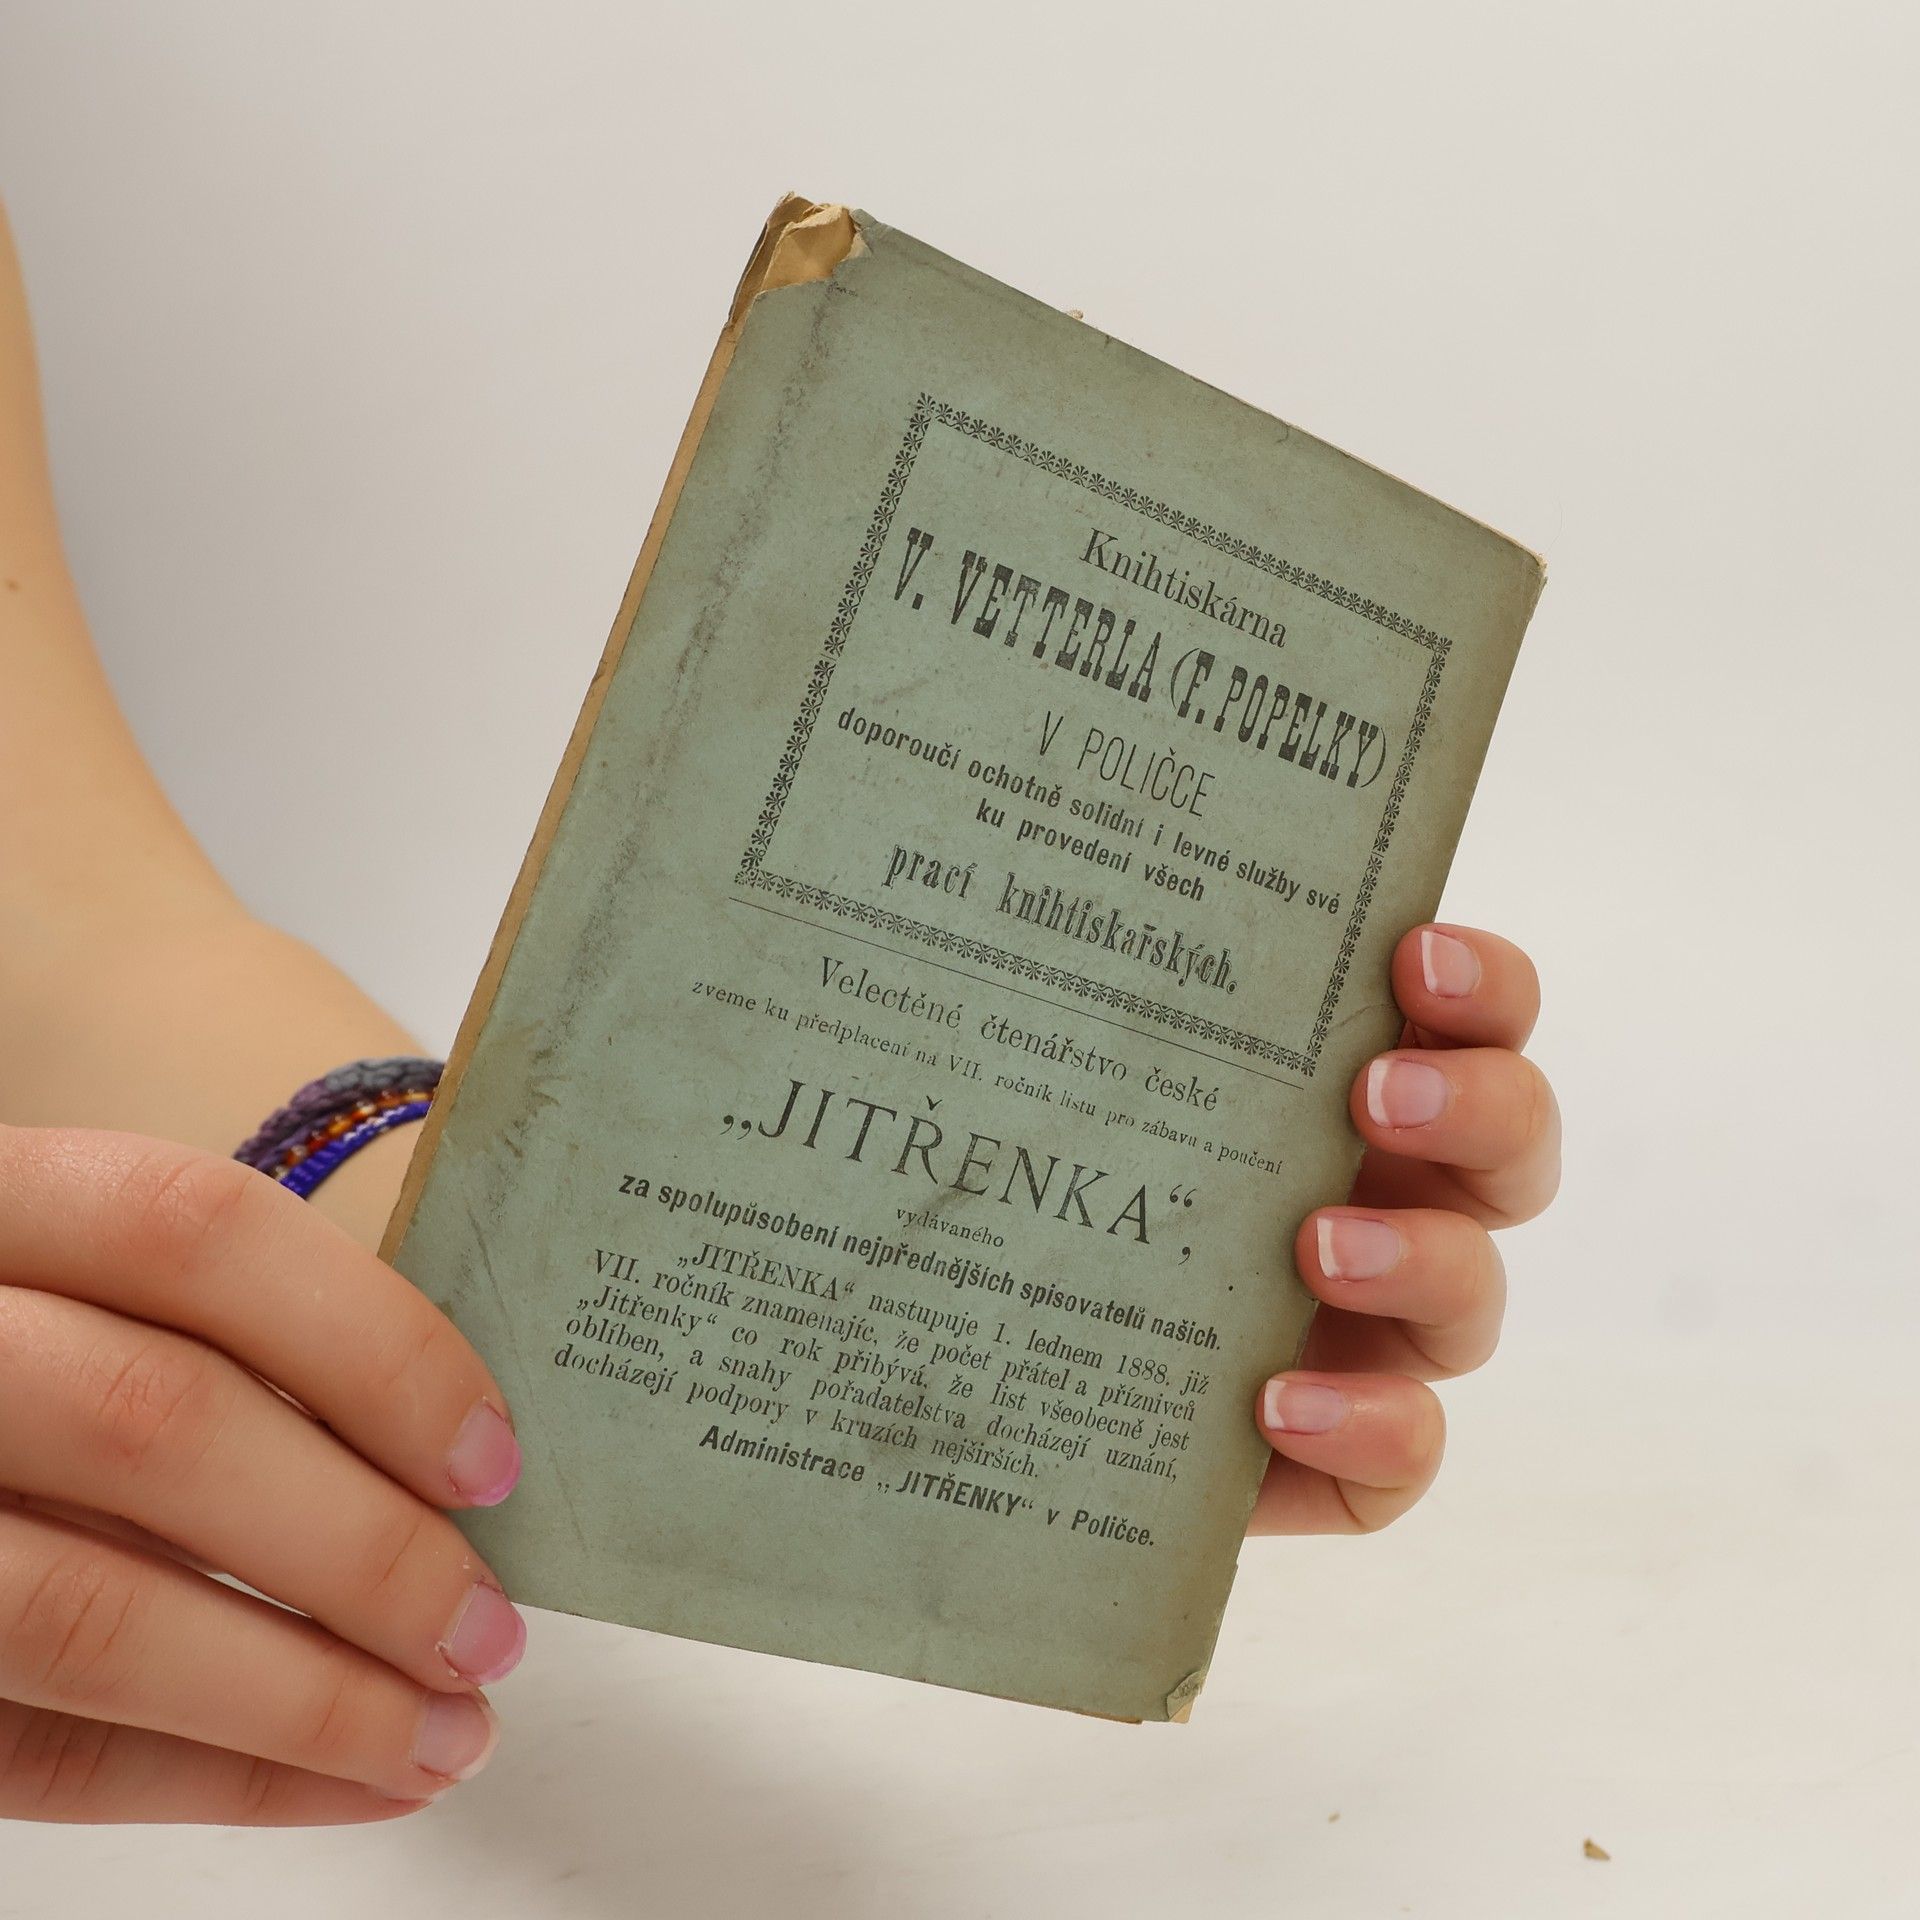 Knihtiskárna
V. VETTERLA (F. POPELKY)
V POLIČCE
doporoučí ochotně solidní i levné služby své
ku provedení všech
prací knihtiskařských.
Velectěné čtenářstvo české
zveme ku předplacení na VII. ročník listu pro zábavu a poučení
„JITŘENKA“,
vydávaného
za spolupůsobení nejpřednějších spisovatelů našich.
„JITŘENKA“ nastupuje 1. lednem 1888. již
VII. ročník znamenajíc, že počet přátel a příznivců
„Jitřenky“ co rok přibývá, že list všeobecně jest
oblíben, a snahy pořadatelstva docházejí uznání,
docházejí podpory v kruzích nejširších.
Administrace „JITŘENKY“ v Poličce.